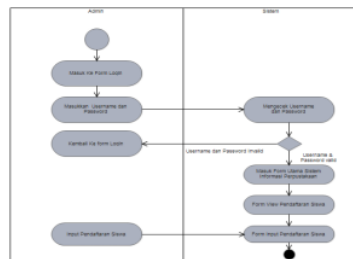 Admin
Sistem
Masuk Ke Form Login
Masukkan Username dan
Password
Mengecek Username
dan Password
Kembali Ke form Login
Username dan Password invalid
Username &
Password valid
Masuk Form Utama Sistem
Informasi Perpustakaan
Form View Pendaftaran Siswa
Input Pendaftaran Siswa
Form Input Pendaftaran Siswa